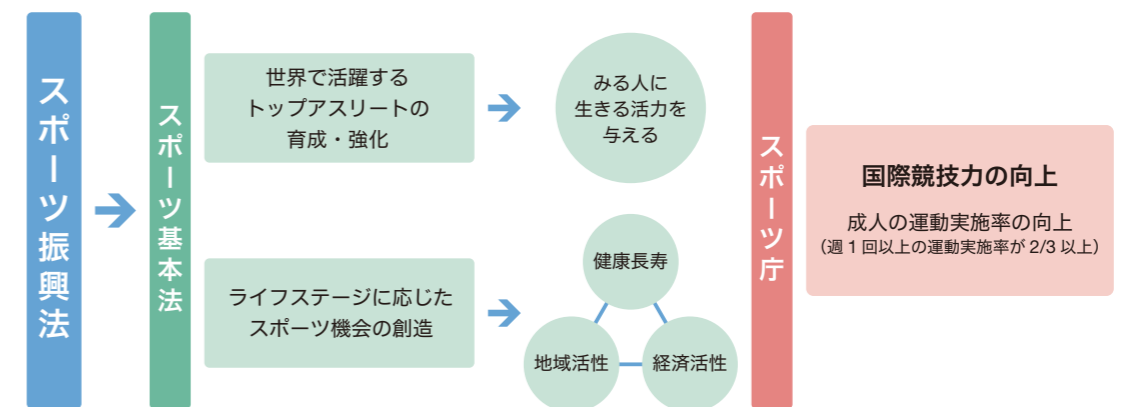 スポーツ振興法
スポーツ基本法
世界で活躍する
トップアスリートの
育成・強化
みる人に
生きる活力を
与える
ライフステージに応じた
スポーツ機会の創造
健康長寿
地域活性
経済活性
スポーツ庁
国際競技力の向上
成人の運動実施率の向上
（週1回以上の運動実施率が2/3以上）